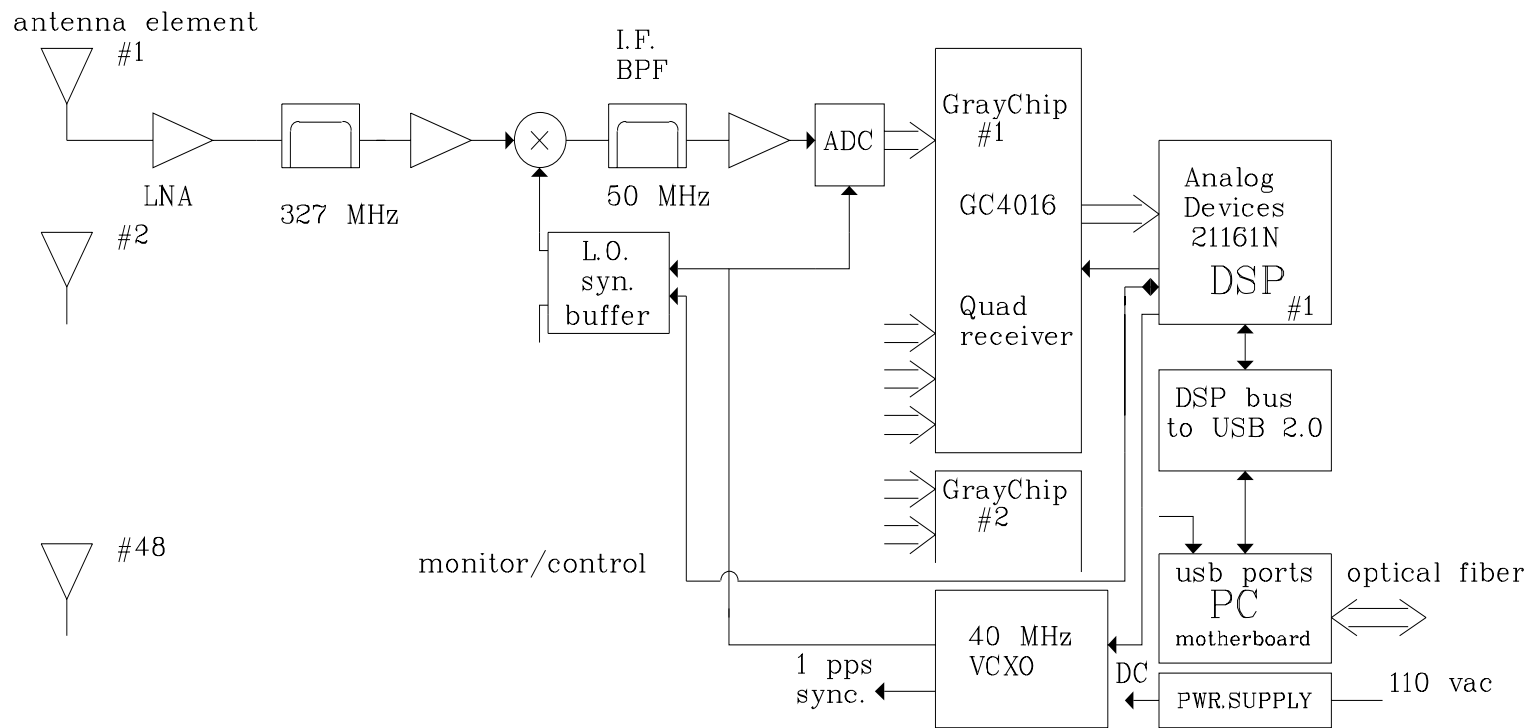 antenna element
#1
I.F.
BPF
GrayChip
#1
ADC
LNA
327 MHz
50 MHz
GC4016
Analog
Devices
21161N
DSP
#1
#2
L.O.
syn.
buffer
Quad
receiver
DSP bus
to USB 2.0
GrayChip
#2
#48
monitor/control
usb ports
PC
motherboard
optical fiber
40 MHz
VCXO
1 pps
sync.
DC
PWR.SUPPLY
110 vac